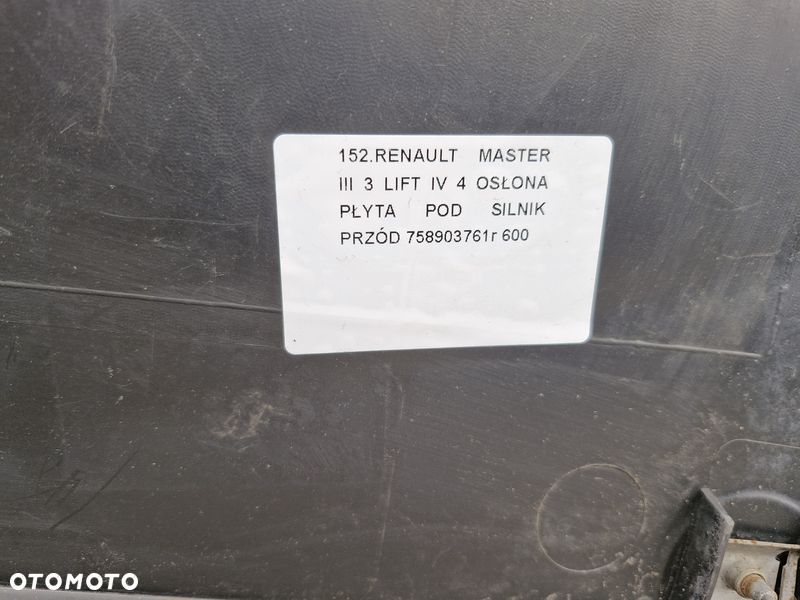 152.RENAULT MASTER
III 3 LIFT IV 4 OSŁONA
PŁYTA POD SILNIK
PRZÓD 758903761r 600
OTOMOTO